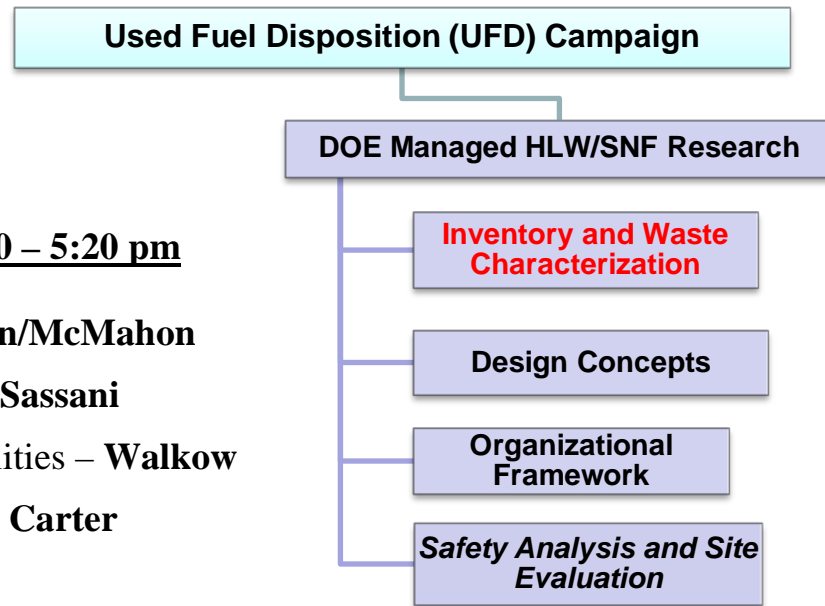 Used Fuel Disposition (UFD) Campaign
DOE Managed HLW/SNF Research
0 – 5:20 pm
Inventory and Waste
Characterization
n/McMahon
Sassani
Design Concepts
ities – Walkow
Carter
Organizational
Framework
Safety Analysis and Site
Evaluation